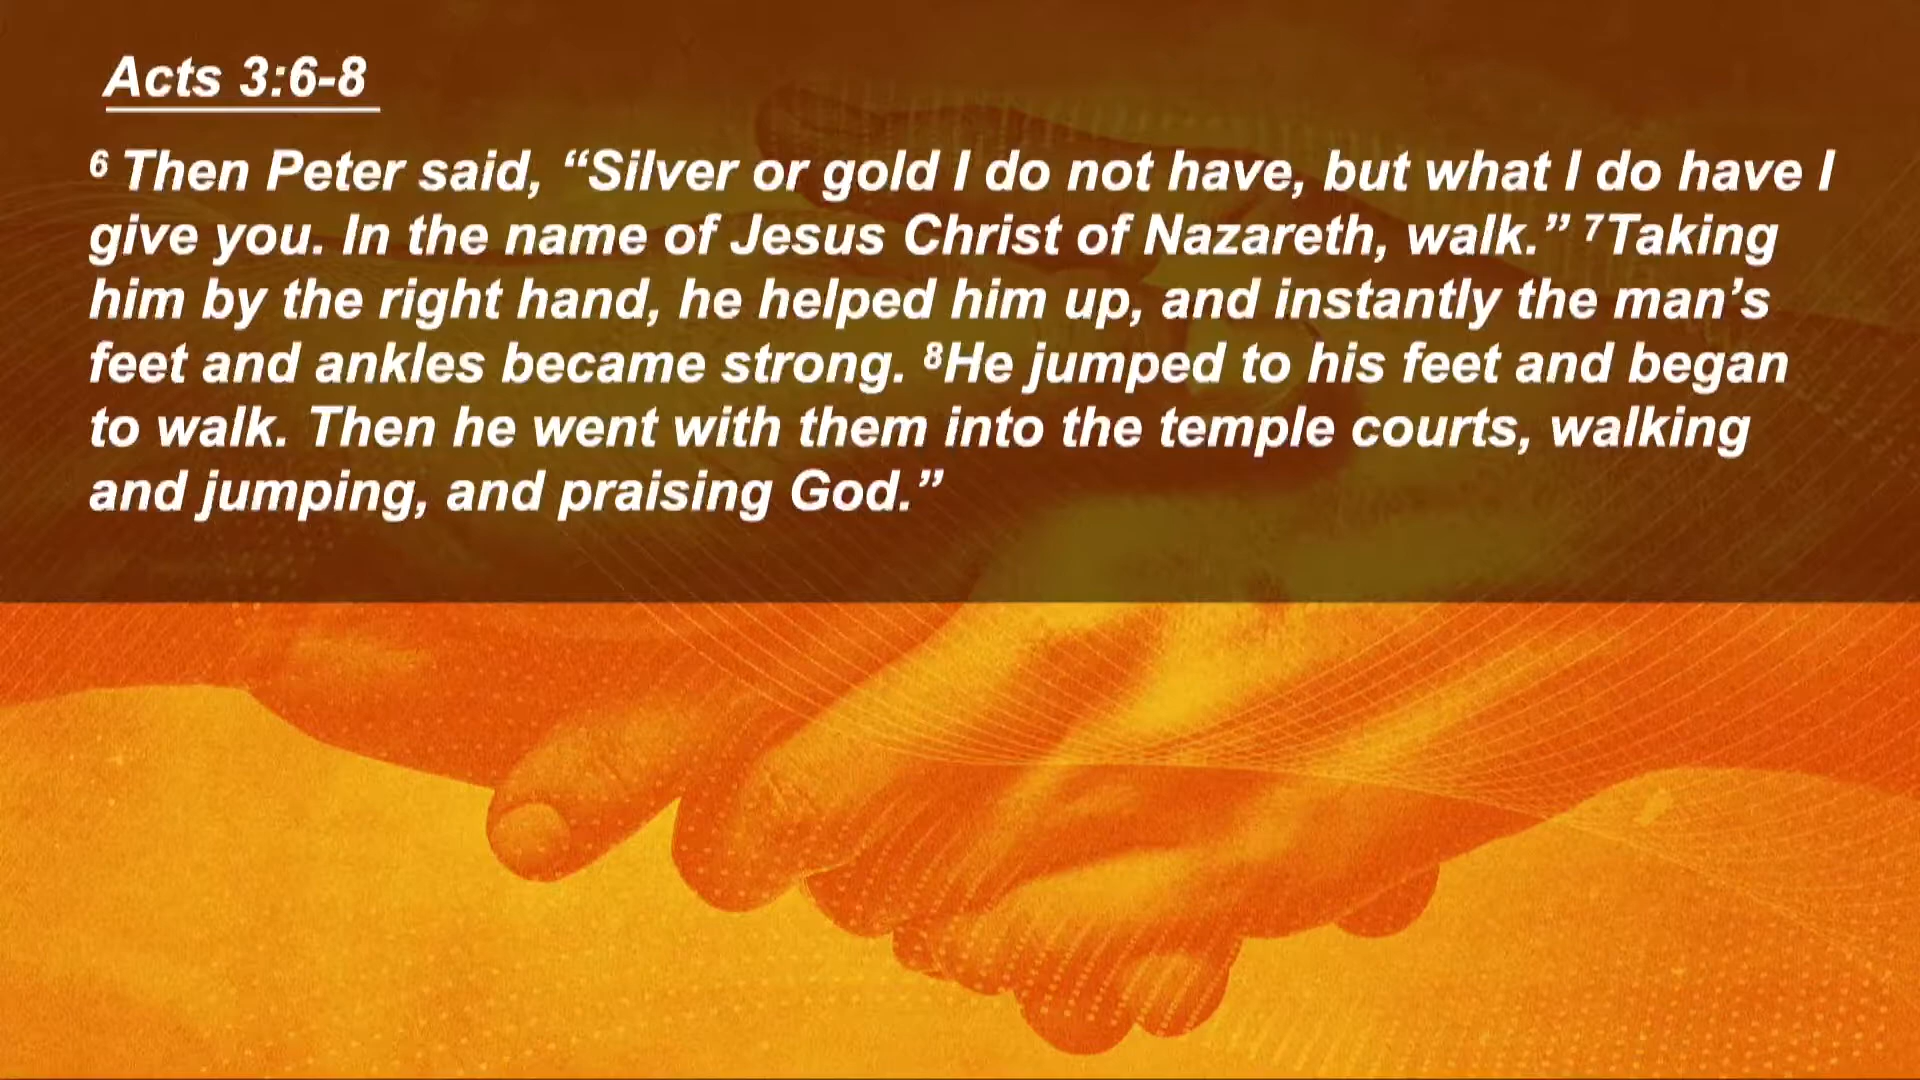 Acts 3:6-8
⁶ Then Peter said, “Silver or gold I do not have, but what I do have I
give you. In the name of Jesus Christ of Nazareth, walk.” ⁷Taking
him by the right hand, he helped him up, and instantly the man’s
feet and ankles became strong. ⁸He jumped to his feet and began
to walk. Then he went with them into the temple courts, walking
and jumping, and praising God.”